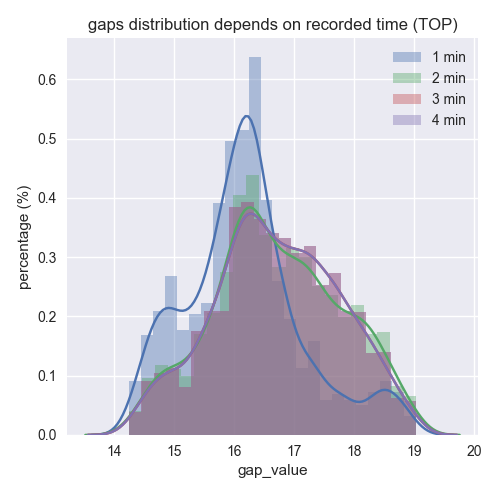 gaps distribution depends on recorded time (TOP)
1 min
2 min
3 min
4 min
percentage (%)
0.6
0.5
0.4
0.3
0.2
0.1
0.0
14 15 16 17 18 19 20
gap_value